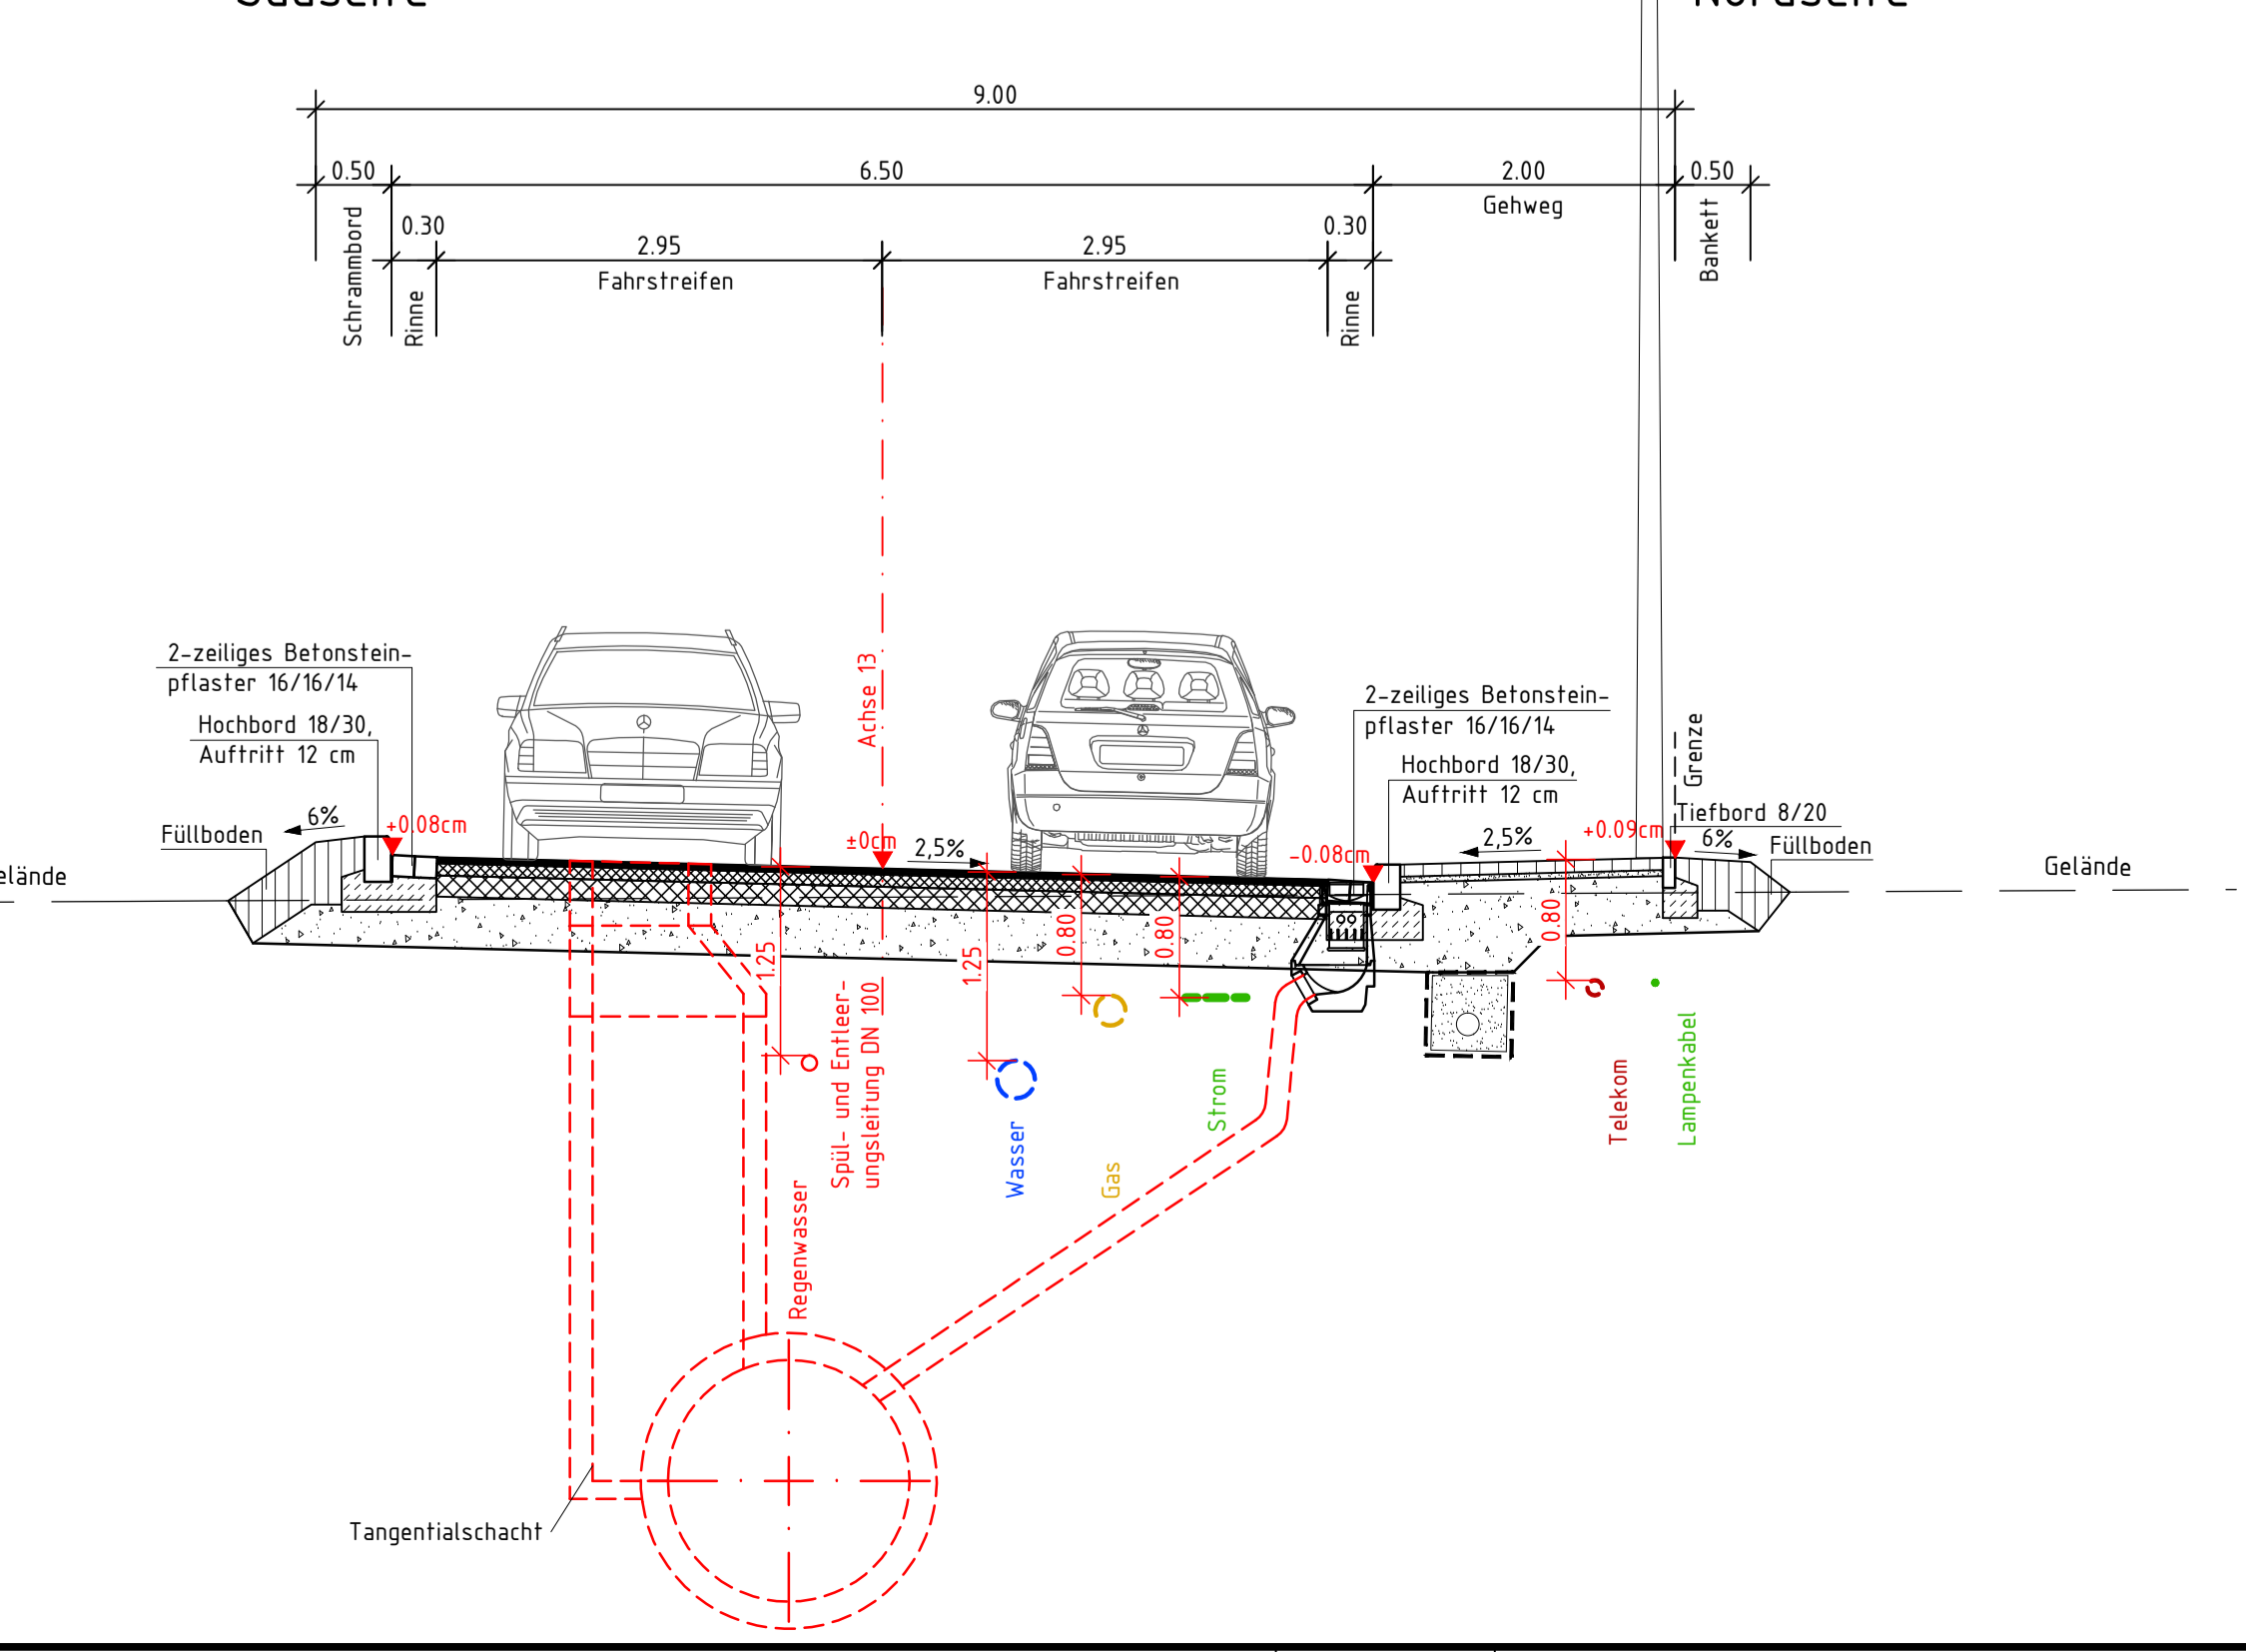 9.00
0.50
6.50
2.00
0.50
Gehweg
0.30
2.95
2.95
0.30
Schrammbord
Rinne
Fahrstreifen
Fahrstreifen
Rinne
Bankett
2-zeiliges Betonstein-
pflaster 16/16/14
Hochbord 18/30,
Auftritt 12 cm
Achse 13
2-zeiliges Betonstein-
pflaster 16/16/14
Hochbord 18/30,
Auftritt 12 cm
Grenze
Tiefbord 8/20
Füllboden
6%
+0.08cm
±0cm
2,5%
-0.08cm
2,5%
+0.09cm
6%
Füllboden
Gelände
elände
1.25
1.25
0.80
0.80
0.80
Spül- und Entleer-
ungsleitung DN 100
Wasser
Gas
Strom
Telekom
Lampenkabel
Regenwasser
Tangentialschacht